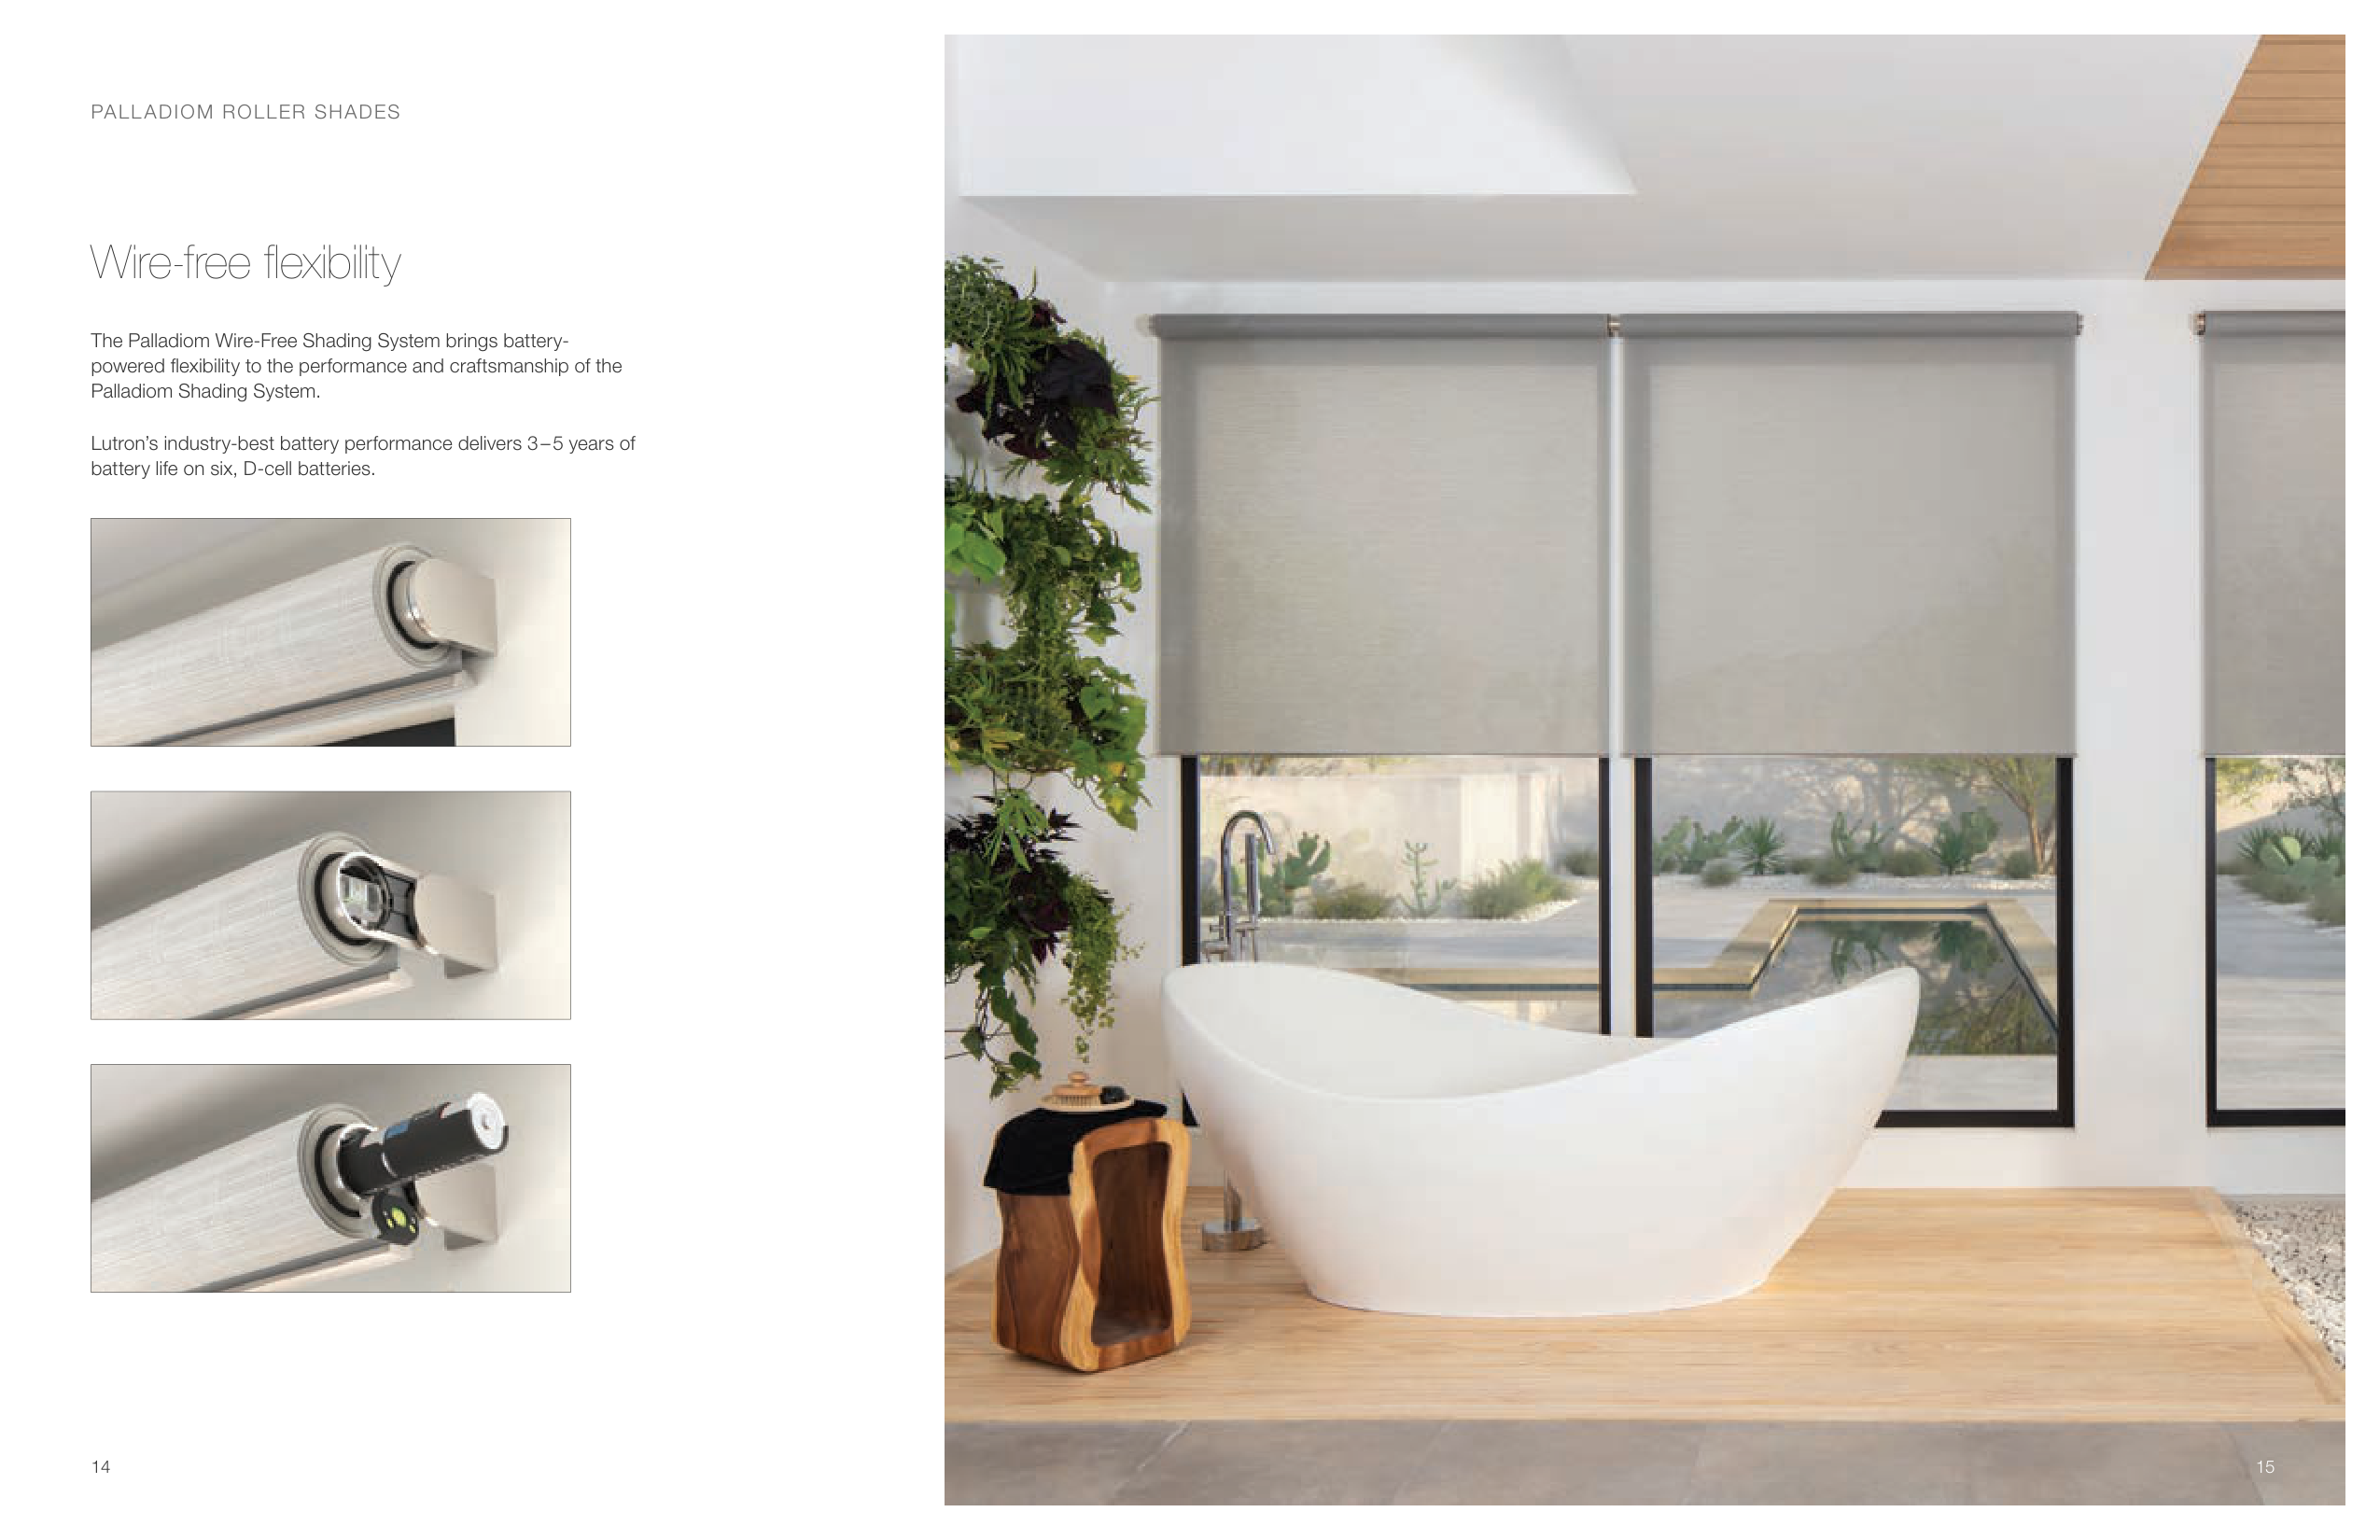 PALLADIOM ROLLER SHADES
Wire-free flexibility
The Palladiom Wire-Free Shading System brings battery-
powered flexibility to the performance and craftsmanship of the
Palladiom Shading System.
Lutron’s industry-best battery performance delivers 3–5 years of
battery life on six, D-cell batteries.
14
15